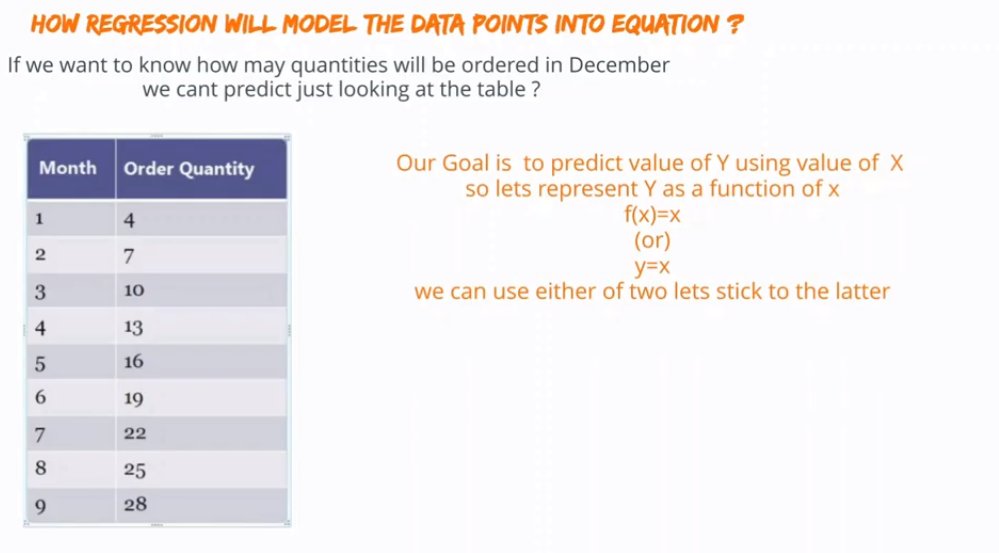 HOW REGRESSION WILL MODEL THE DATA POINTS INTO EQUATION ?
If we want to know how may quantities will be ordered in December
we cant predict just looking at the table ?
Month Order Quantity
1 4
2 7
3 10
4 13
5 16
6 19
7 22
8 25
9 28
Our Goal is to predict value of Y using value of X
so lets represent Y as a function of x
f(x)=x
(or)
y=x
we can use either of two lets stick to the latter